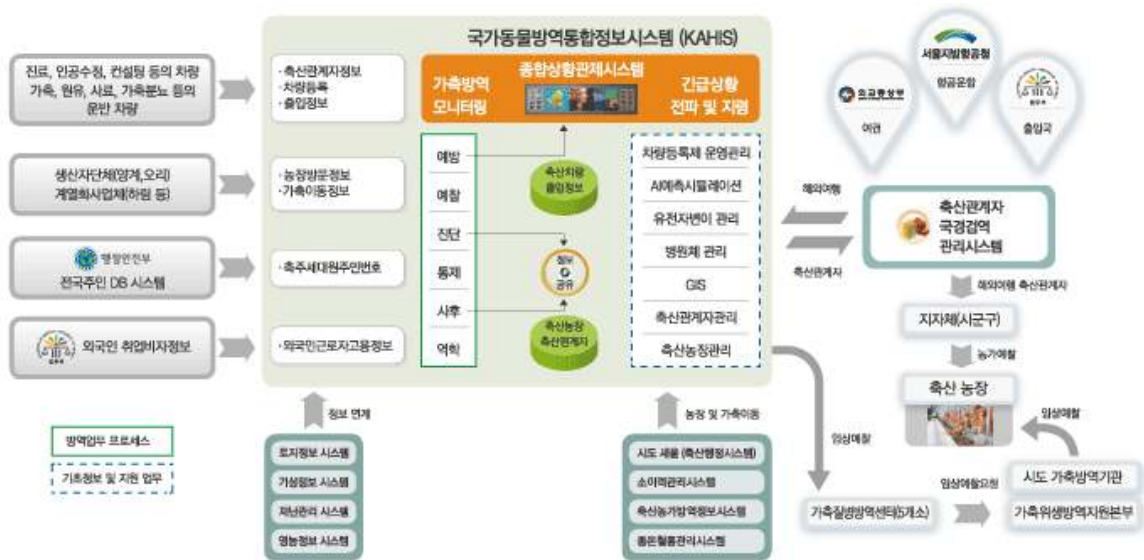 국가동물방역통합정보시스템 (KAHIS)
진료, 인공수정, 컨설팅 등의 차량
가축, 원유, 사료, 가축분뇨 등의
운반 차량
· 축산관계자정보
· 차량등록
· 출입정보
가축방역
모니터링
종합상황관제시스템
긴급상황
전파 및 지령
생산자단체(양계,오리)
계열화사업체(하림 등)
· 농장방문정보
· 가축이동정보
행정안전부
전국주민 DB 시스템
· 축주세대원주민번호
외국인 취업비자정보
· 외국인근로자고용정보
예방
예찰
진단
통제
사후
역학
축산차량
출입정보
정보
공유
축산농장
축산관계자
차량등록제 운영관리
AI예측시뮬레이션
유전자변이 관리
병원체 관리
GIS
축산관계자관리
축산농장관리
외교통상부
여권
서울지방항공청
항공운항
법무부
출입국
해외여행
축산관계자
축산관계자
국경검역
관리시스템
해외여행 축산관계자
지자체(시군구)
농가예찰
축산 농장
임상예찰
임상예찰
방역업무 프로세스
기초정보 및 지원 업무
정보 연계
토지정보 시스템
기상정보 시스템
재난관리 시스템
영농정보 시스템
농장 및 가축이동
시도 새올 (축산행정시스템)
소이력관리시스템
축산농가방역정보시스템
가축질병방역센터(5개소)
임상예찰요청
시도 가축방역기관
가축위생방역지원본부